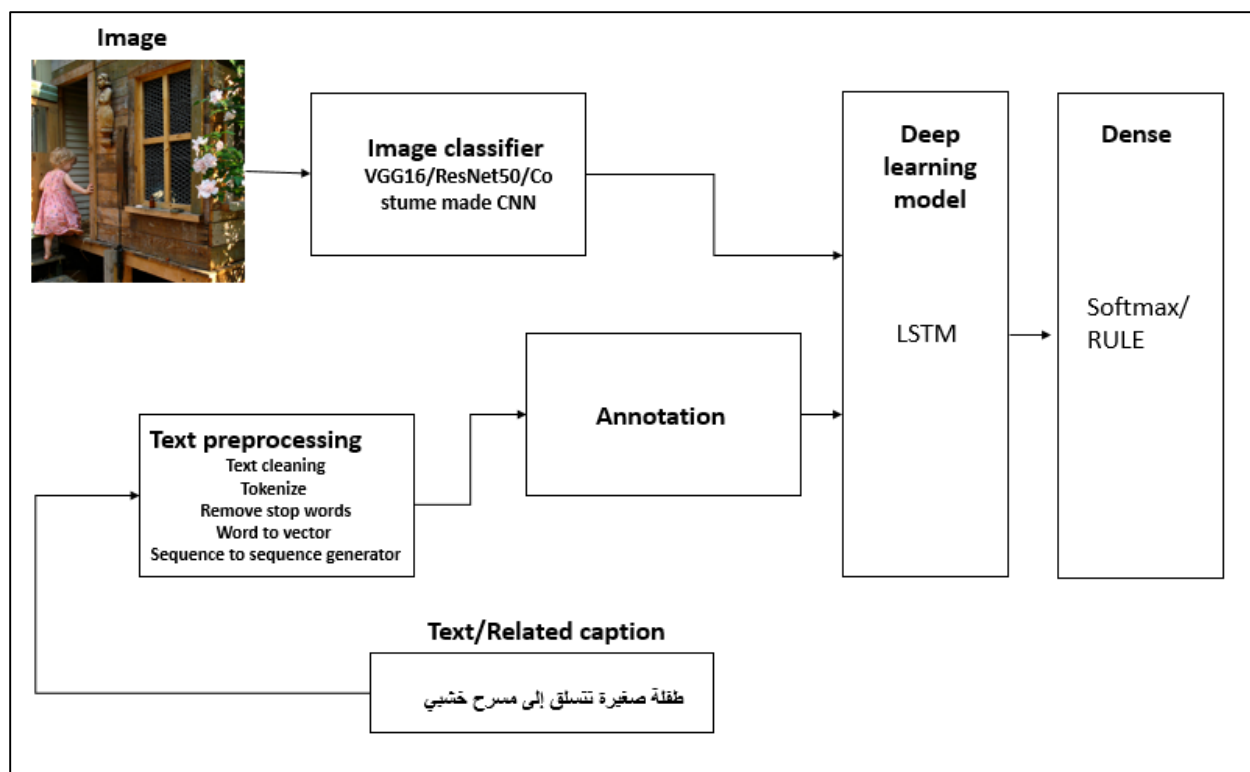 Image
Image classifier
VGG16/ResNet50/Co
stume made CNN
Deep
learning
model
LSTM
Dense
Softmax/
RULE
Annotation
Text preprocessing
Text cleaning
Tokenize
Remove stop words
Word to vector
Sequence to sequence generator
Text/Related caption
طفلة صغيرة تتسلق إلى مسرح خشبي